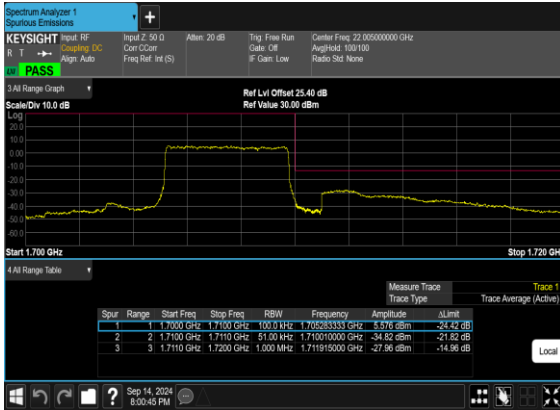 Spectrum Analyzer 1
Spurious Emissions
+
KEYSIGHT Input: RF Input Z: 50 Ω Atten: 20 dB Trig: Free Run Center Freq: 22.005000000 GHz
R T Coupling: DC Corr CCorr Gate: Off Avg|Hold: 100/100
Align: Auto Freq Ref: Int (S) IF Gain: Low Radio Std: None
PASS
3 All Range Graph Ref Lvl Offset 25.40 dB
Scale/Div 10.0 dB Ref Value 30.00 dBm
Log
20.0
10.0
0.00
-10.0
-20.0
-30.0
-40.0
-50.0
-60.0
Start 1.700 GHz Stop 1.720 GH
4 All Range Table
Measure Trace Trace 1
Trace Type Trace Average (Active)
Spur Range Start Freq Stop Freq RBW Frequency Amplitude ΔLimit
1 1 1.7000 GHz 1.7100 GHz 100.0 kHz 1.705283333 GHz 5.576 dBm -24.42 dB
2 2 1.7100 GHz 1.7110 GHz 51.00 kHz 1.710010000 GHz -34.82 dBm -21.82 dB
3 3 1.7110 GHz 1.7200 GHz 1.000 MHz 1.711915000 GHz -27.96 dBm -14.96 dB
Local
?
Sep 14, 2024
8:00:45 PM